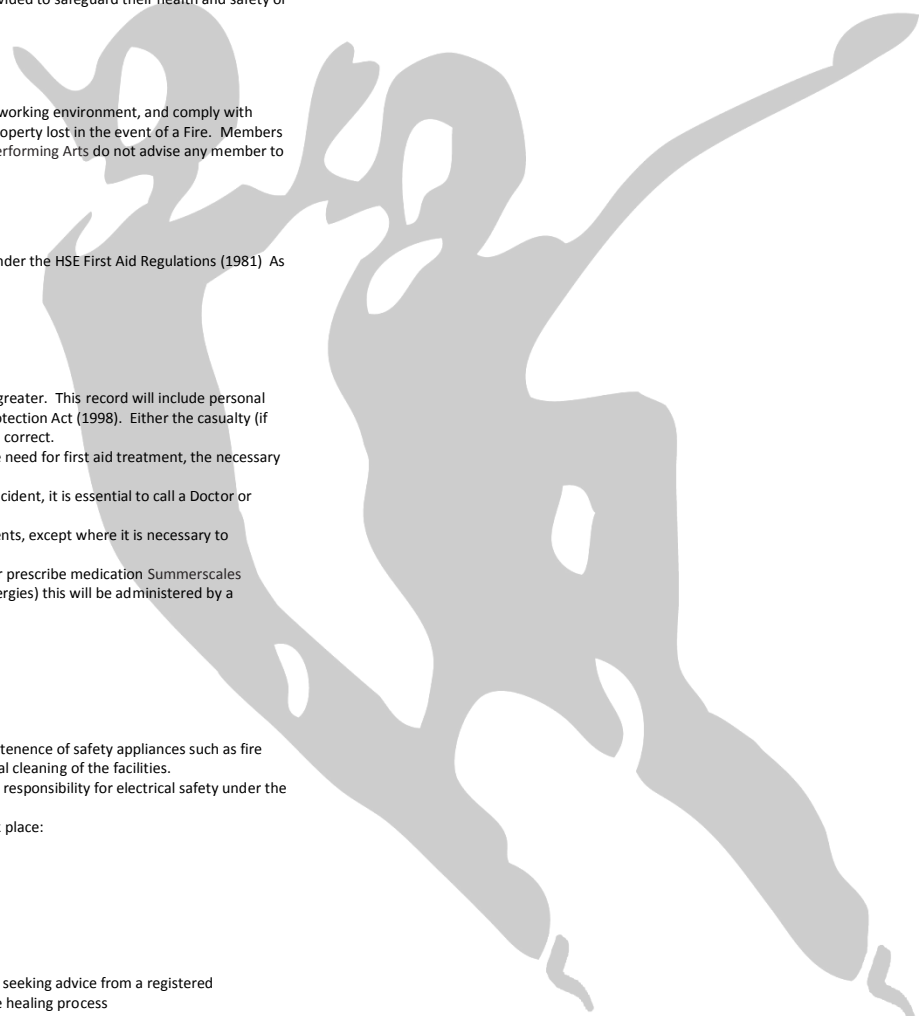 vided to safeguard their health and safety or
working environment, and comply with
operty lost in the event of a Fire. Members
erforming Arts do not advise any member to
nder the HSE First Aid Regulations (1981) As
greater. This record will include personal
otection Act (1998). Either the casualty (if
correct.
e need for first aid treatment, the necessary
cident, it is essential to call a Doctor or
ents, except where it is necessary to
r prescribe medication Summerscales
ergies) this will be administered by a
tenence of safety appliances such as fire
al cleaning of the facilities.
responsibility for electrical safety under the
place:
seeking advice from a registered
e healing process